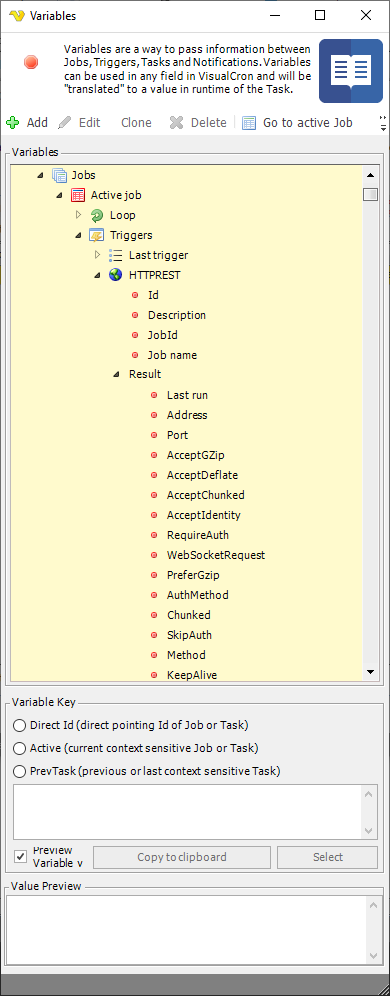 Variables
Variables are a way to pass information between
Jobs, Triggers, Tasks and Notifications. Variables
can be used in any field in VisualCron and will be
"translated" to a value in runtime of the Task.
Add Edit Clone Delete Go to active Job
Variables
Jobs
Active job
Loop
Triggers
Last trigger
HTTPREST
Id
Description
JobId
Job name
Result
Last run
Address
Port
AcceptGZip
AcceptDeflate
AcceptChunked
AcceptIdentity
RequireAuth
WebSocketRequest
PreferGzip
AuthMethod
Chunked
SkipAuth
Method
KeepAlive
Variable Key
Direct Id (direct pointing Id of Job or Task)
Active (current context sensitive Job or Task)
PrevTask (previous or last context sensitive Task)
Preview
Variable v
Copy to clipboard Select
Value Preview